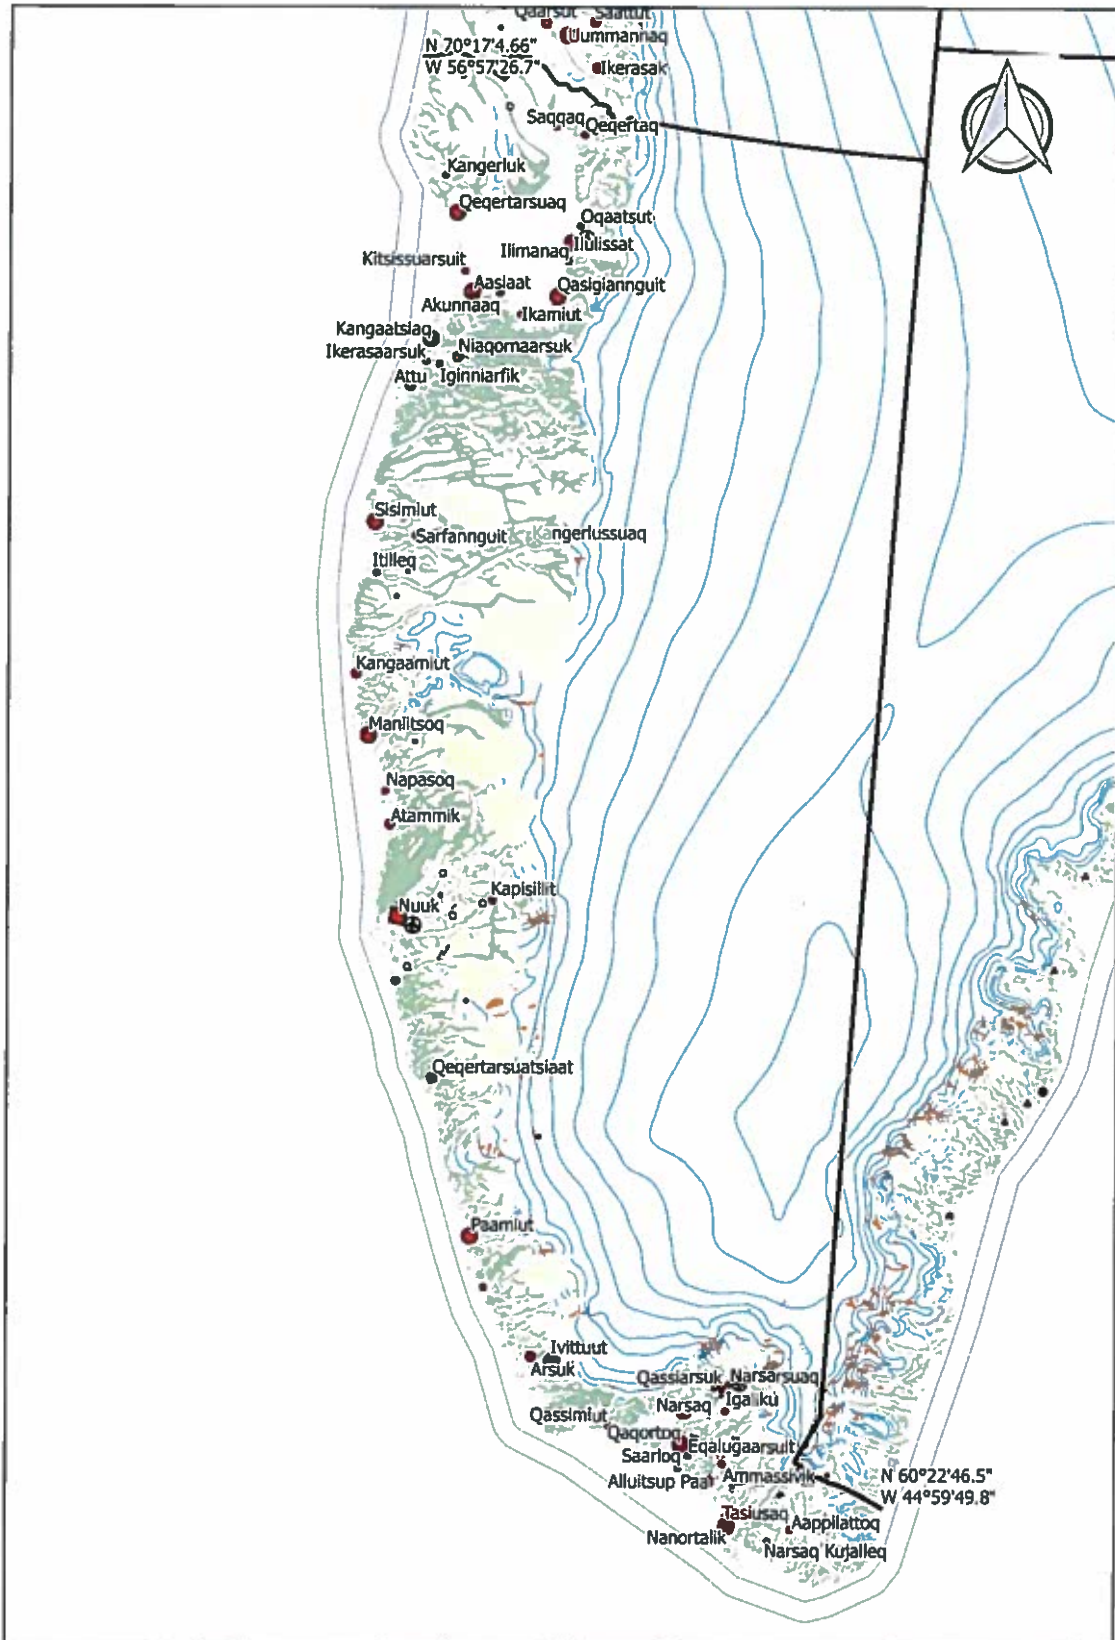 Qaarsut
Saattut
Uummannaq
N 70°17'4.66"
W 56°57'26.7"
Ikerasak
Saqqaq
Qeqertaq
Kangerluk
Qeqertarsuaq
Oqaatsut
Ilulissat
Ilimanaq
Kitsissuarsuit
Aasiaat
Qasigiannguit
Akunnaaq
Ikamiut
Kangaatsiaq
Niaqornaarsuk
Ikerasaarsuk
Iginniarfik
Attu
Sisimiut
Sarfannguit
Kangerlussuaq
Itilleq
Kangaamiut
Maniitsoq
Napasoq
Atammik
Kapisillit
Nuuk
Qeqertarsuatsiaat
Paamiut
Ivittuut
Arsuk
Qassiarsuk
Narsarsuaq
Igaliku
Narsaq
Qassimiut
Qaqortoq
Eqalugaarsuit
Saarloq
Alluitsup Paa
Ammassivik
N 60°22'46.5"
W 44°59'49.8"
Tasiusaq
Aappilattoq
Nanortalik
Narsaq Kujalleq